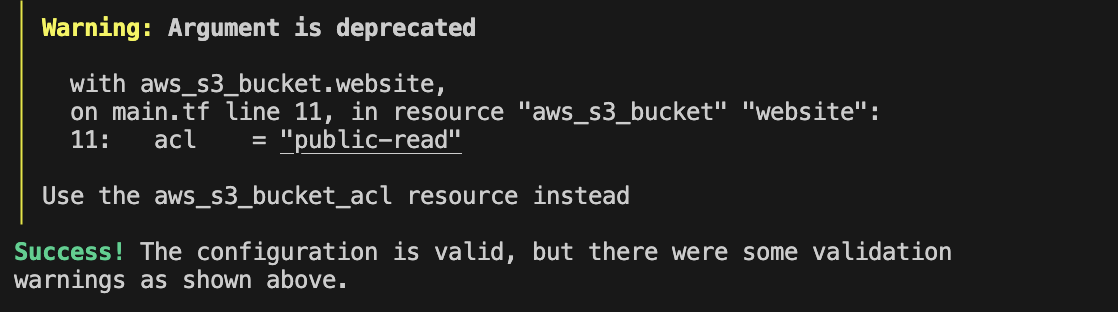 Warning: Argument is deprecated
with aws_s3_bucket.website,
on main.tf line 11, in resource "aws_s3_bucket" "website":
11:   acl    = "public-read"
Use the aws_s3_bucket_acl resource instead
Success! The configuration is valid, but there were some validation
warnings as shown above.